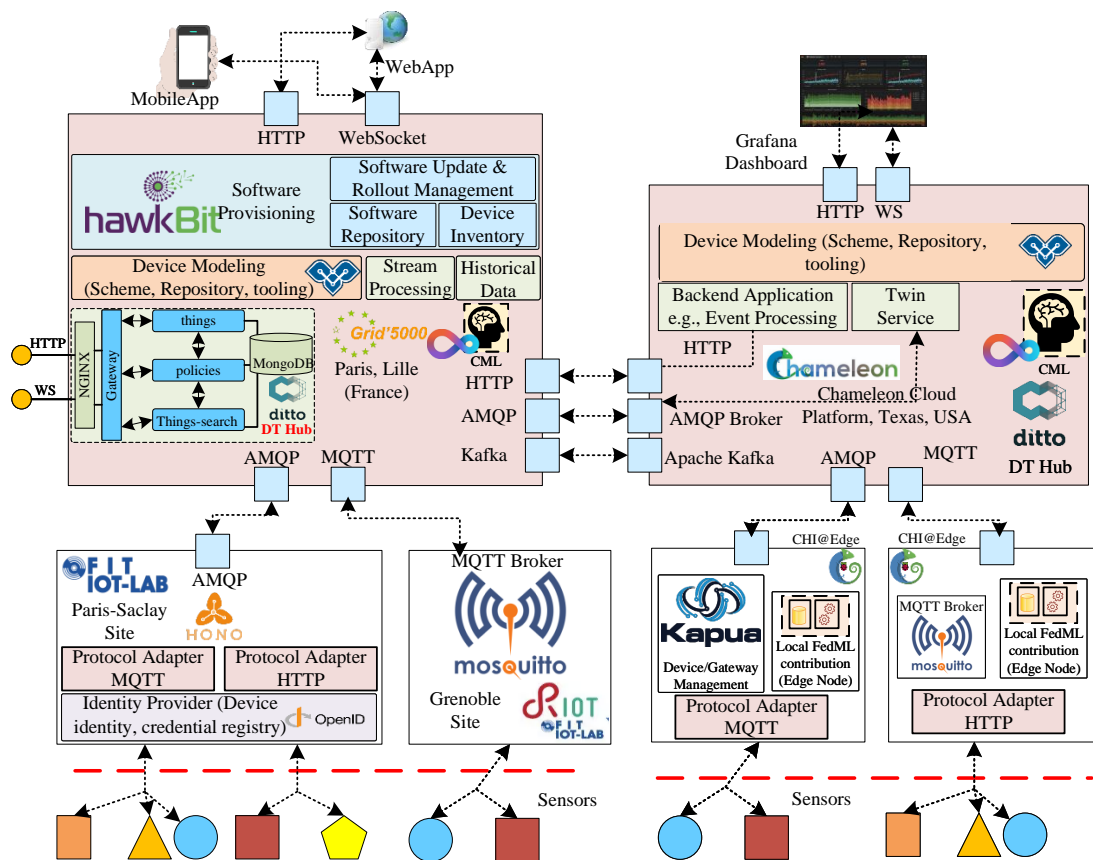 MobileApp
WebApp
HTTP
WebSocket
hawkBit
Software
Provisioning
Software Update &
Rollout Management
Software
Repository
Device
Inventory
Device Modeling
(Scheme, Repository, tooling)
Stream
Processing
Historical
Data
HTTP
WS
NGINX
Gateway
things
policies
Things-search
MongoDB
ditto
DT Hub
Grid'5000
Paris, Lille
(France)
CML
HTTP
AMQP
Kafka
AMQP
MQTT
Grafana
Dashboard
HTTP
WS
Device Modeling (Scheme, Repository,
tooling)
Backend Application
e.g., Event Processing
Twin
Service
HTTP
Chameleon
Chameleon Cloud
Platform, Texas, USA
AMQP Broker
Apache Kafka
CML
ditto
DT Hub
AMQP
MQTT
FIT
IOT-LAB
Paris-Saclay
Site
AMQP
HONO
Protocol Adapter
MQTT
Protocol Adapter
HTTP
Identity Provider (Device
identity, credential registry)
OpenID
MQTT Broker
mosquitto
Grenoble
Site
RIOT
FIT
IOT-LAB
CHI@Edge
Kapua
Device/Gateway
Management
Local FedML
contribution
(Edge Node)
Protocol Adapter
MQTT
CHI@Edge
MQTT Broker
mosquitto
Local FedML
contribution
(Edge Node)
Protocol Adapter
HTTP
Sensors
Sensors